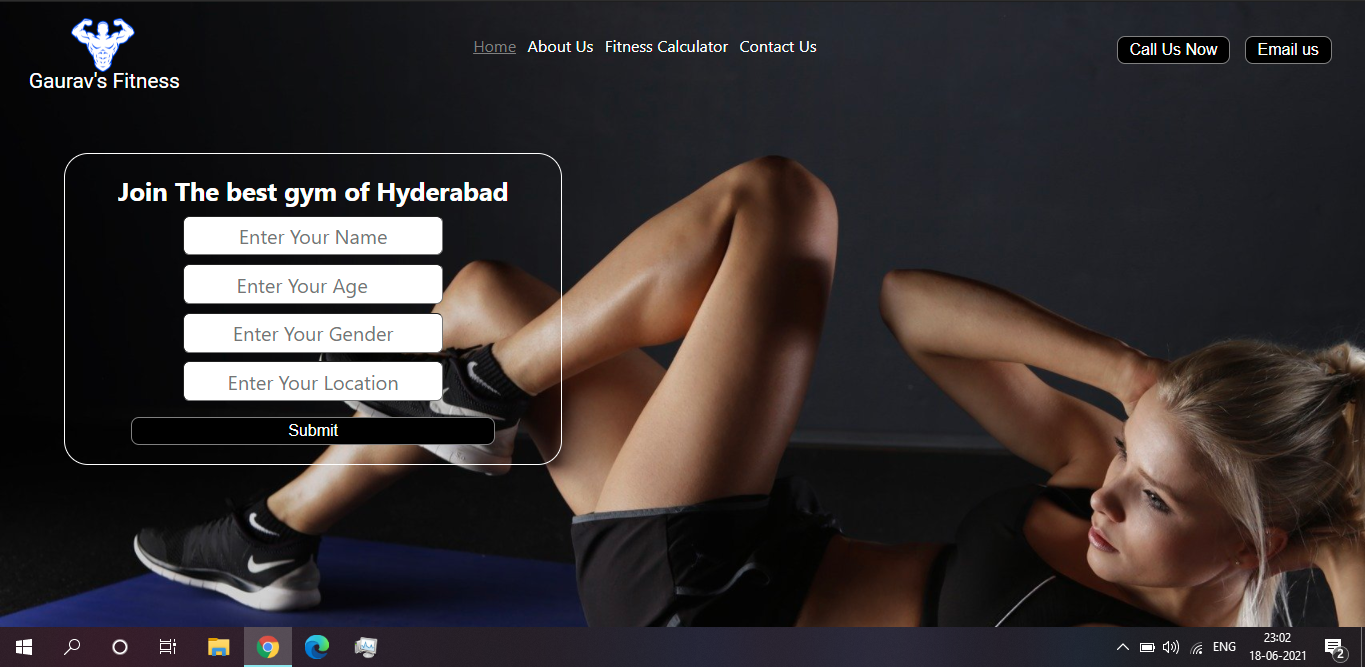 Gaurav's Fitness
Home About Us Fitness Calculator Contact Us
Call Us Now Email us
Join The best gym of Hyderabad
Enter Your Name
Enter Your Age
Enter Your Gender
Enter Your Location
Submit
ENG
23:02
18-06-2021
2